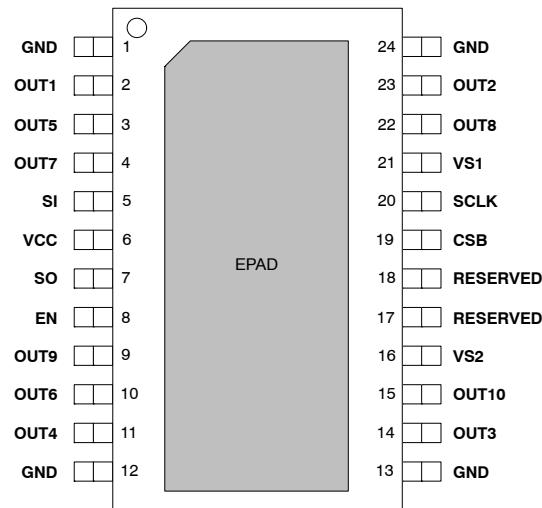 GND 1 24 GND
OUT1 2 23 OUT2
OUT5 3 22 OUT8
OUT7 4 21 VS1
SI 5 20 SCLK
VCC 6 19 CSB
EPAD
SO 7 18 RESERVED
EN 8 17 RESERVED
OUT9 9 16 VS2
OUT6 10 15 OUT10
OUT4 11 14 OUT3
GND 12 13 GND